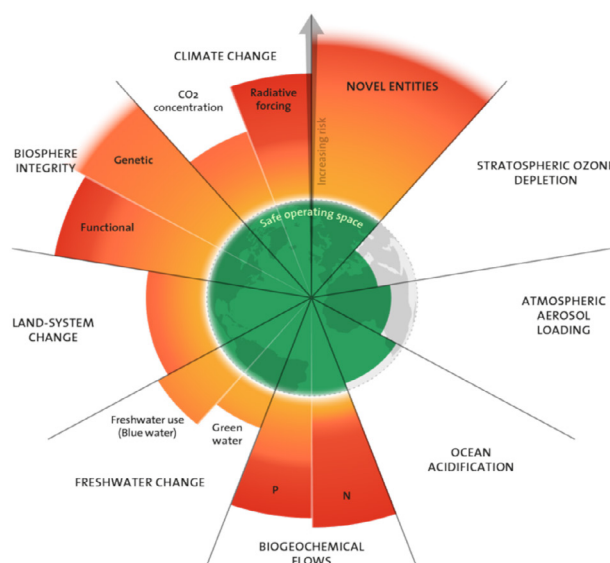 CLIMATE CHANGE
CO2
concentration
Radiative
forcing
Increasing risk
NOVEL ENTITIES
STRATOSPHERIC OZONE
DEPLETION
ATMOSPHERIC
AEROSOL
LOADING
OCEAN
ACIDIFICATION
N
P
BIOGEOCHEMICAL
FLOWS
Green
water
Freshwater use
(Blue water)
FRESHWATER CHANGE
LAND-SYSTEM
CHANGE
BIOSPHERE
INTEGRITY
Functional
Genetic
Safe operating space